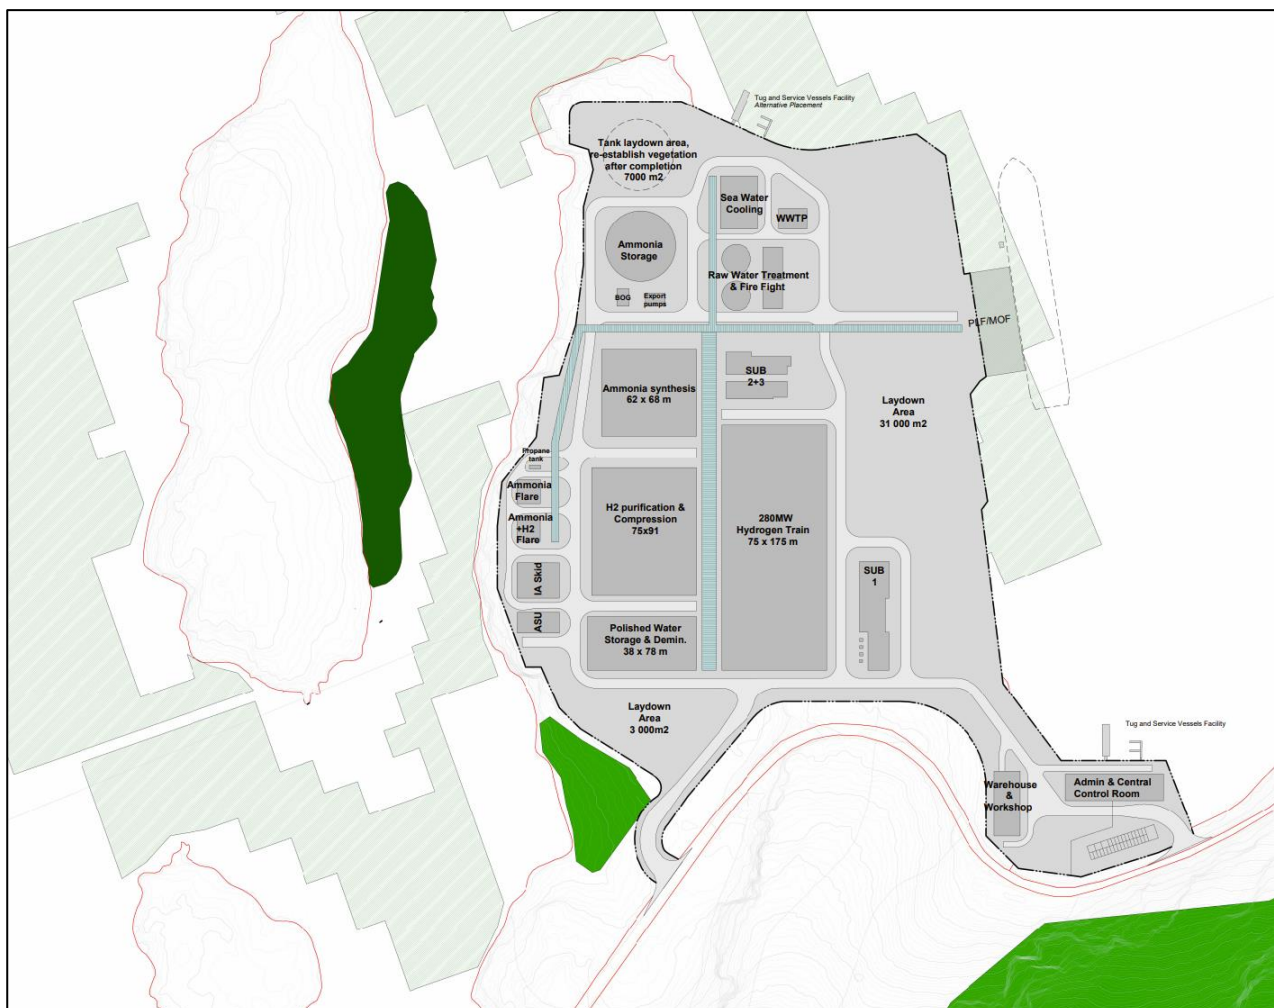 Tug and Service Vessels Facility
Alternative Placement
Tank laydown area,
re-establish vegetation
after completion
7000 m2
Sea Water
Cooling
WWTP
Ammonia
Storage
Raw Water Treatment
& Fire Fight
BOG
Export
pumps
PLF/MOF
Ammonia synthesis
62 x 68 m
SUB
2+3
Laydown
Area
31 000 m2
Propane
tank
Ammonia
Flare
Ammonia
+H2
Flare
H2 purification &
Compression
75x91
280MW
Hydrogen Train
75 x 175 m
IA Skid
SUB
1
ASU
Polished Water
Storage & Demin.
38 x 78 m
Laydown
Area
3 000m2
Tug and Service Vessels Facility
Warehouse
&
Workshop
Admin & Central
Control Room